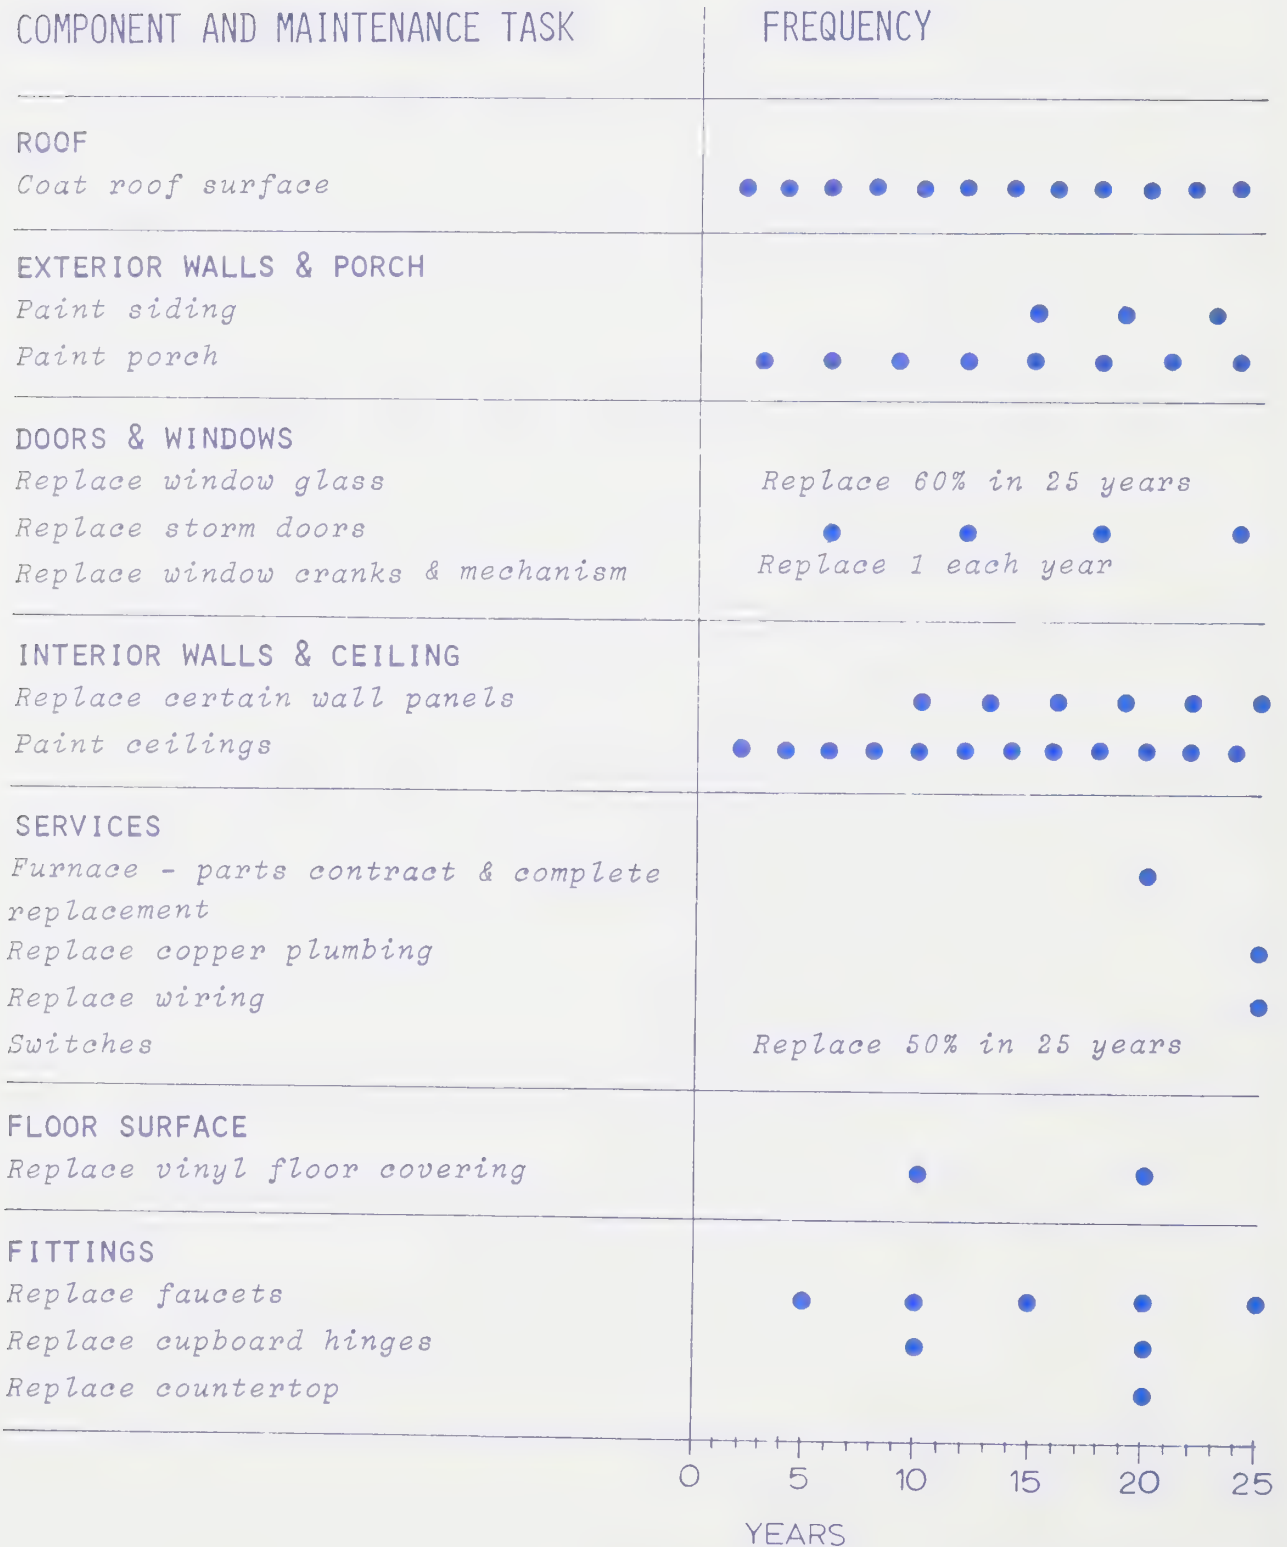 COMPONENT AND MAINTENANCE TASK FREQUENCY
ROOF
Coat roof surface
EXTERIOR WALLS & PORCH
Paint siding
Paint porch
DOORS & WINDOWS
Replace window glass Replace 60% in 25 years
Replace storm doors
Replace window cranks & mechanism Replace 1 each year
INTERIOR WALLS & CEILING
Replace certain wall panels
Paint ceilings
SERVICES
Furnace - parts contract & complete
replacement
Replace copper plumbing
Replace wiring
Switches Replace 50% in 25 years
FLOOR SURFACE
Replace vinyl floor covering
FITTINGS
Replace faucets
Replace cupboard hinges
Replace countertop
0 5 10 15 20 25
YEARS